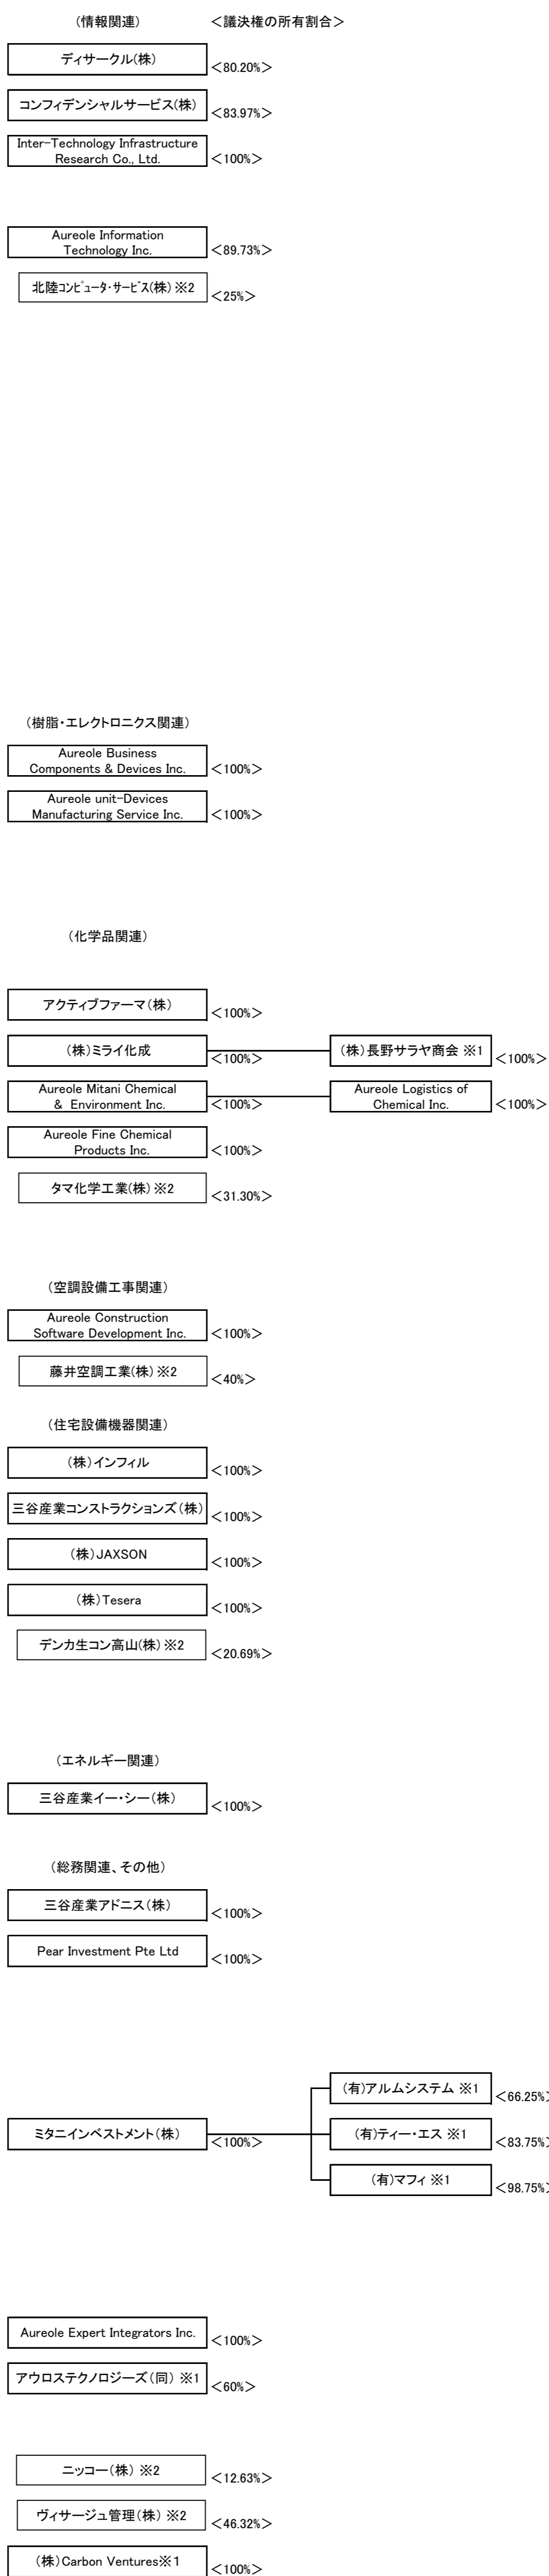 （情報関連）
＜議決権の所有割合＞
ディサークル(株)
＜80.20%＞
コンフィデンシャルサービス(株)
＜83.97%＞
Inter-Technology Infrastructure
Research Co., Ltd.
＜100%＞
Aureole Information
Technology Inc.
＜89.73%＞
北陸ｺﾝﾋﾟｭｰﾀ･ｻｰﾋﾞｽ(株) ※2
＜25%＞
（樹脂・エレクトロニクス関連）
Aureole Business
Components & Devices Inc.
＜100%＞
Aureole unit-Devices
Manufacturing Service Inc.
＜100%＞
（化学品関連）
アクティブファーマ（株）
＜100%＞
（株）ミライ化成
＜100%＞
（株）長野サラヤ商会 ※1
＜100%＞
Aureole Mitani Chemical
& Environment Inc.
＜100%＞
Aureole Logistics of
Chemical Inc.
＜100%＞
Aureole Fine Chemical
Products Inc.
＜100%＞
タマ化学工業(株) ※2
＜31.30%＞
（空調設備工事関連）
Aureole Construction
Software Development Inc.
＜100%＞
藤井空調工業(株) ※2
＜40%＞
（住宅設備機器関連）
（株）インフィル
＜100%＞
三谷産業コンストラクションズ（株）
＜100%＞
（株）JAXSON
＜100%＞
（株）Tesera
＜100%＞
デンカ生コン高山(株) ※2
＜20.69%＞
（エネルギー関連）
三谷産業イー・シー（株）
＜100%＞
（総務関連、その他）
三谷産業アドニス（株）
＜100%＞
Pear Investment Pte Ltd
＜100%＞
（有）アルムシステム ※1
＜66.25%＞
ミタニインベストメント（株）
＜100%＞
（有）ティー・エス ※1
＜83.75%＞
（有）マフィ ※1
＜98.75%＞
Aureole Expert Integrators Inc.
＜100%＞
アウロステクノロジーズ（同） ※1
＜60%＞
ニッコー（株） ※2
＜12.63%＞
ヴィサージュ管理（株） ※2
＜46.32%＞
（株）Carbon Ventures※1
＜100%＞